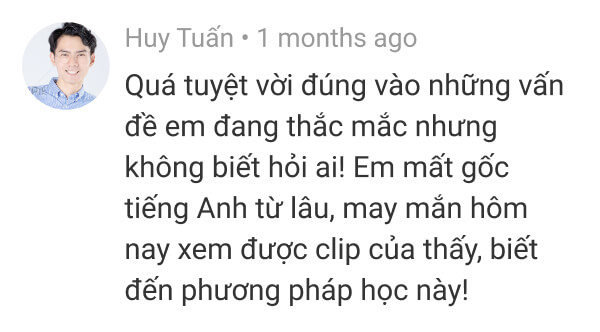 Huy Tuấn • 1 months ago
Quá tuyệt vời đúng vào những vấn
đề em đang thắc mắc nhưng
không biết hỏi ai! Em mất gốc
tiếng Anh từ lâu, may mắn hôm
nay xem được clip của thấy, biết
đến phương pháp học này!